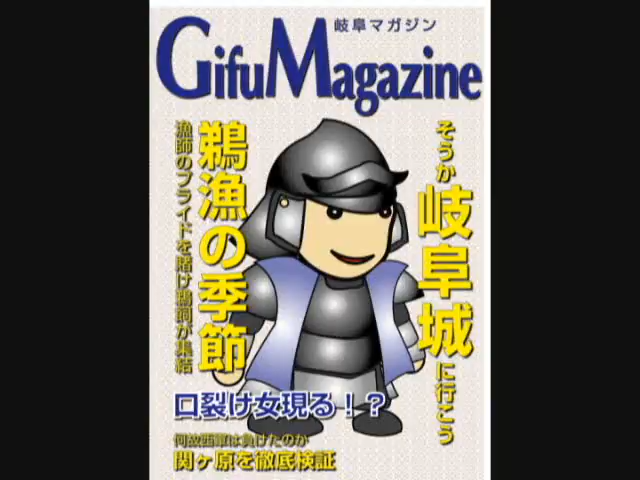 岐阜マガジン
GifuMagazine
そうか岐阜城に行こう
鵜漁の季節
漁師のプライドを賭け鵜飼が集結
口裂け女現る！？
何故西軍は負けたのか
関ヶ原を徹底検証